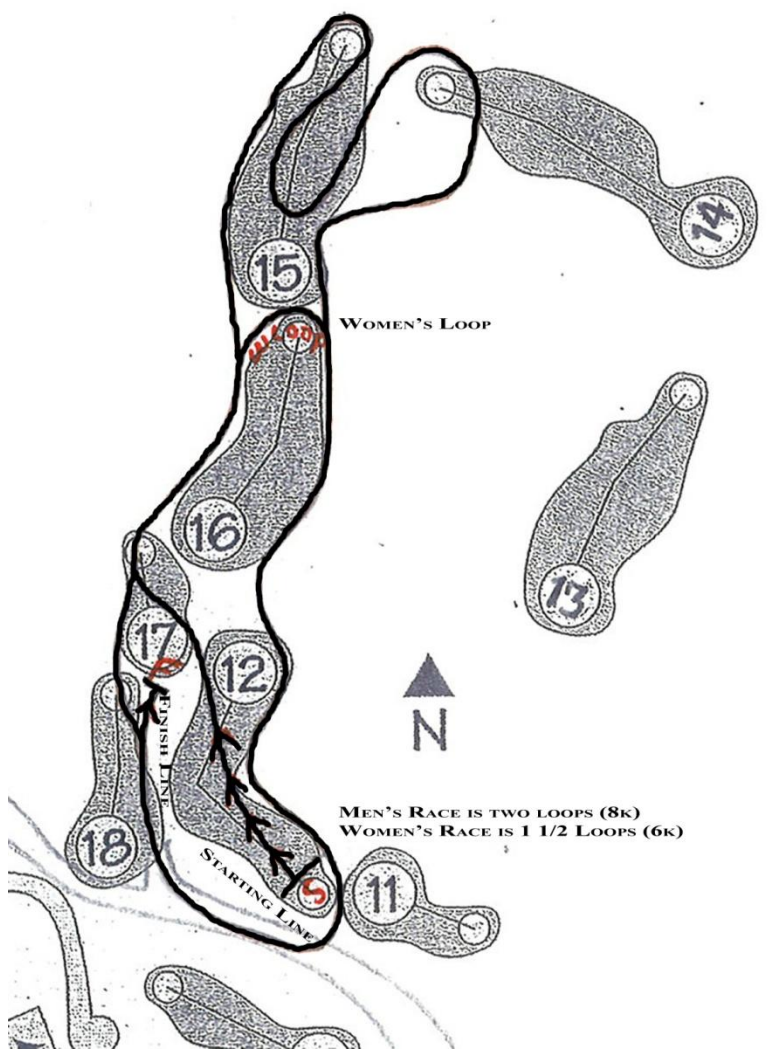 14
15
W Loop
WOMEN'S LOOP
16
13
17
F
12
N
FINISH LINE
MEN'S RACE IS TWO LOOPS (8K)
WOMEN'S RACE IS 1 1/2 LOOPS (6K)
18
STARTING LINE
S
11